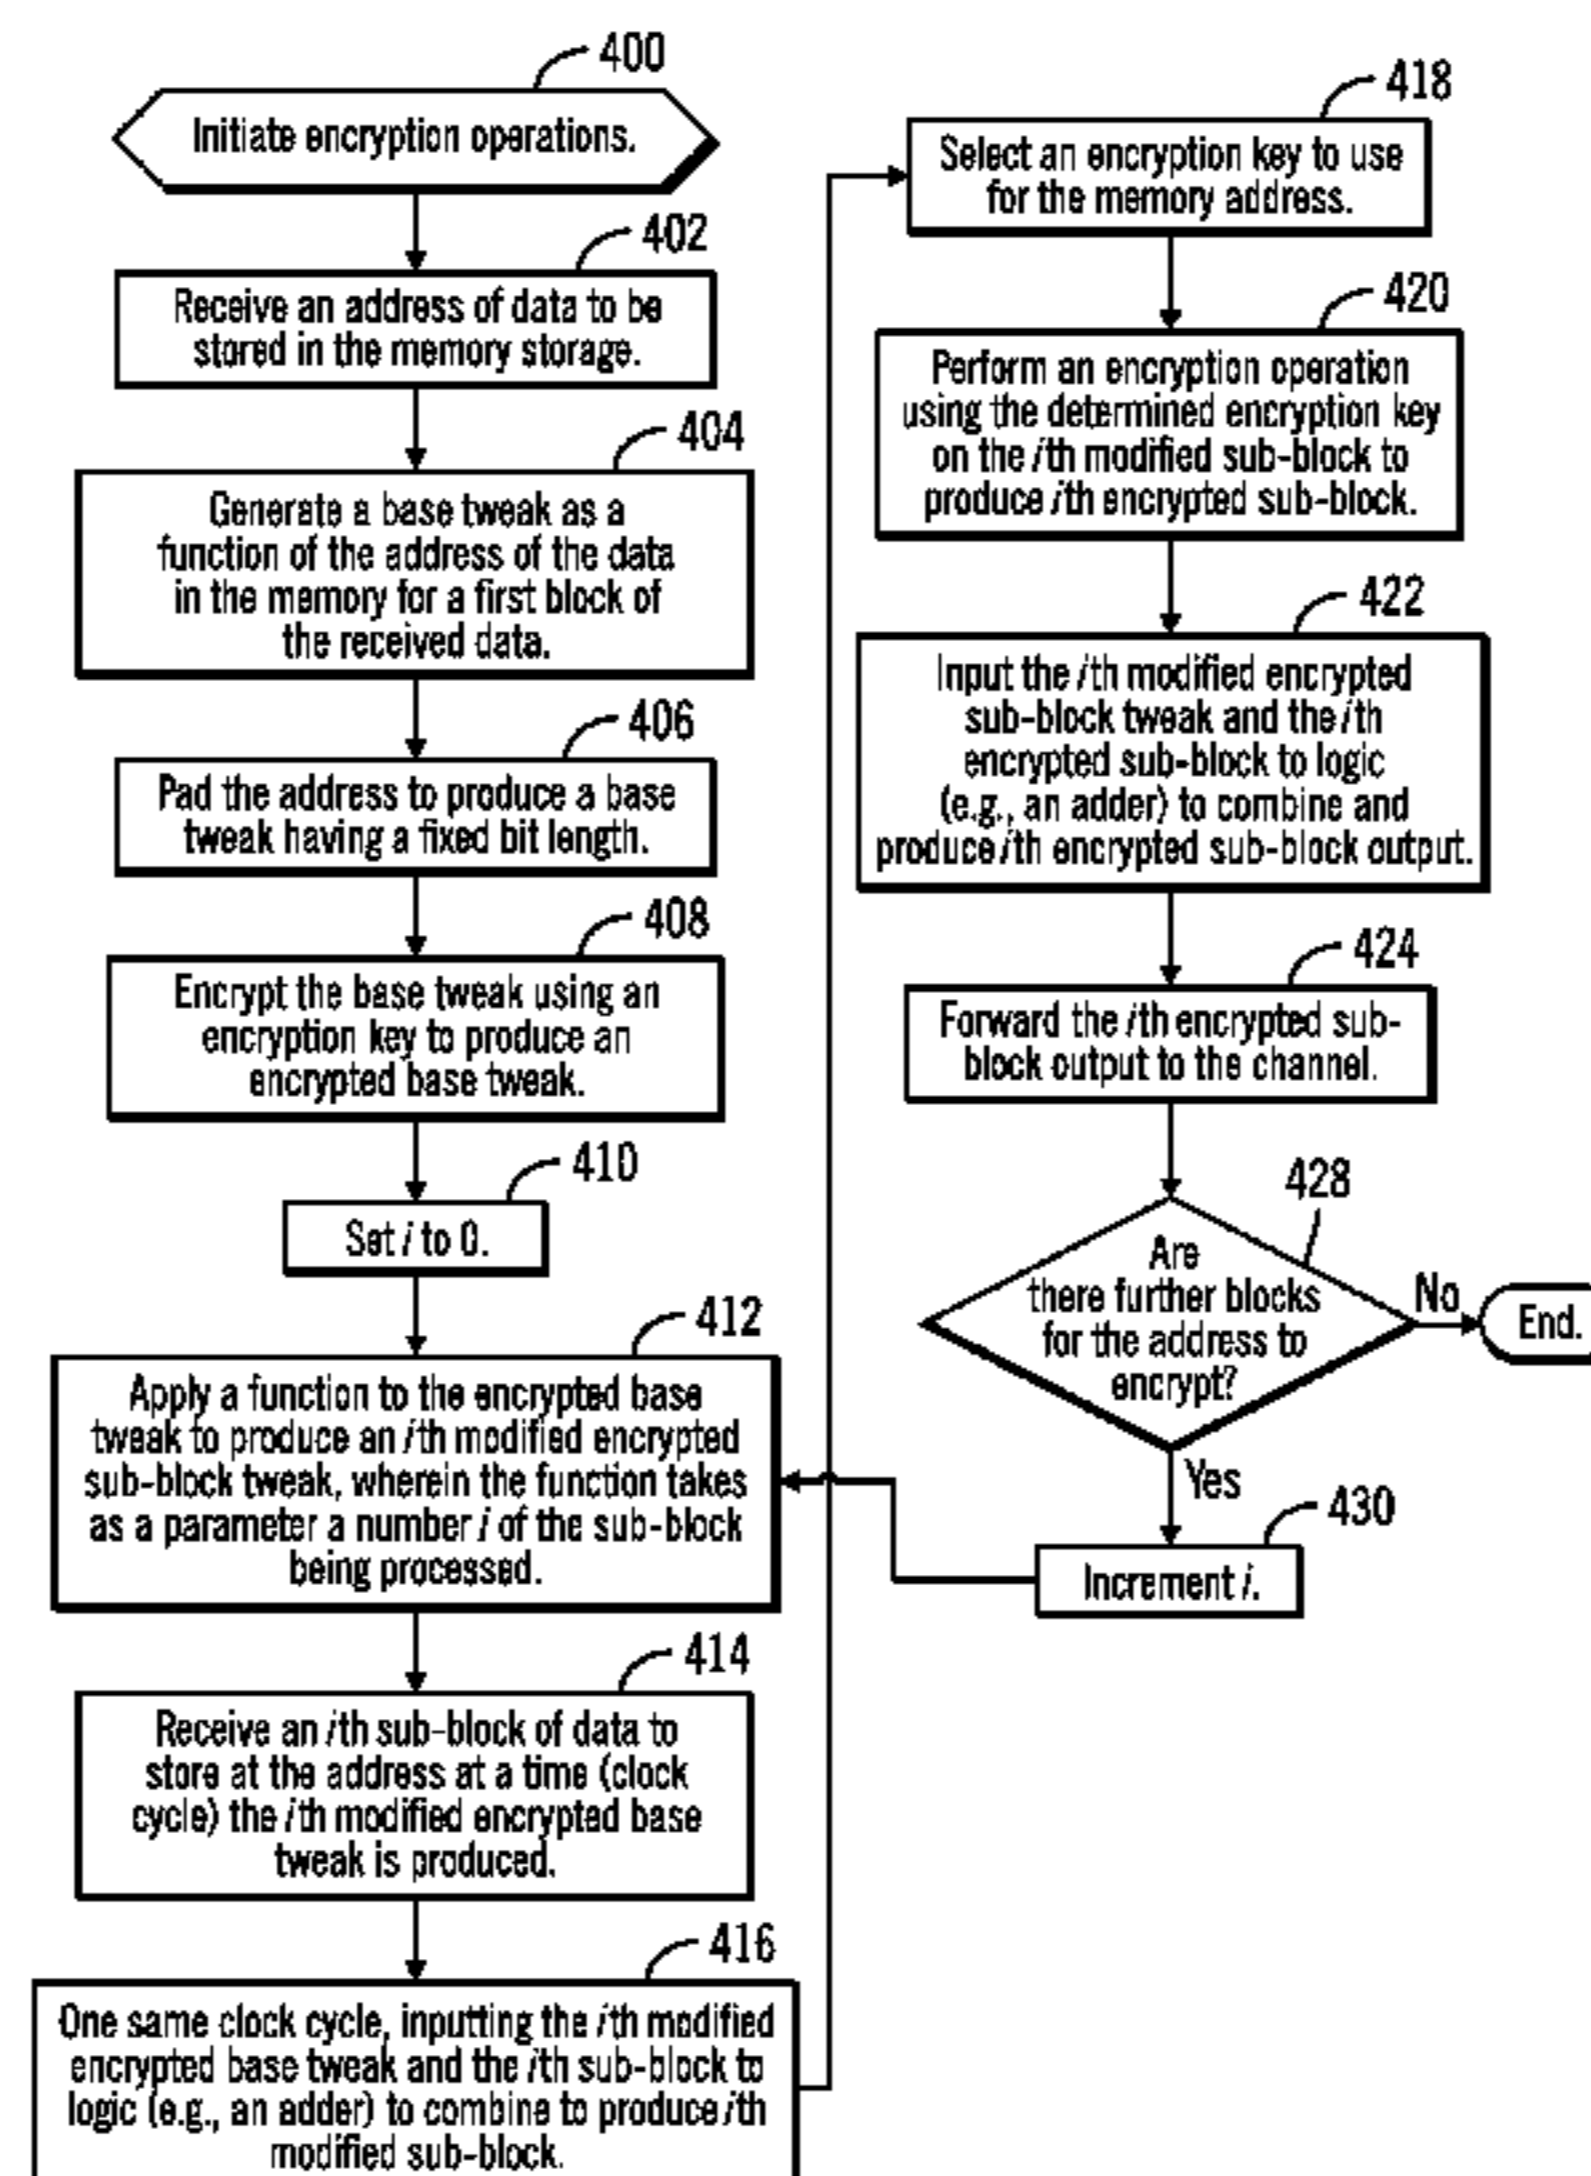 400
Initiate encryption operations.
402
Receive an address of data to be
stored in the memory storage.
404
Generate a base tweak as a
function of the address of the data
in the memory for a first block of
the received data.
406
Pad the address to produce a base
tweak having a fixed bit length.
408
Encrypt the base tweak using an
encryption key to produce an
encrypted base tweak.
410
Set i to 0.
412
Apply a function to the encrypted base
tweak to produce an ith modified encrypted
sub-block tweak, wherein the function takes
as a parameter a number i of the sub-block
being processed.
414
Receive an ith sub-block of data to
store at the address at a time (clock
cycle) the ith modified encrypted base
tweak is produced.
416
One same clock cycle, inputting the ith modified
encrypted base tweak and the ith sub-block to
logic (e.g., an adder) to combine to produce ith
modified sub-block.
418
Select an encryption key to use
for the memory address.
420
Perform an encryption operation
using the determined encryption key
on the ith modified sub-block to
produce ith encrypted sub-block.
422
Input the ith modified encrypted
sub-block tweak and the ith
encrypted sub-block to logic
(e.g., an adder) to combine and
produce ith encrypted sub-block output.
424
Forward the ith encrypted sub-
block output to the channel.
428
Are
there further blocks
for the address to
encrypt?
No
End.
Yes
430
Increment i.